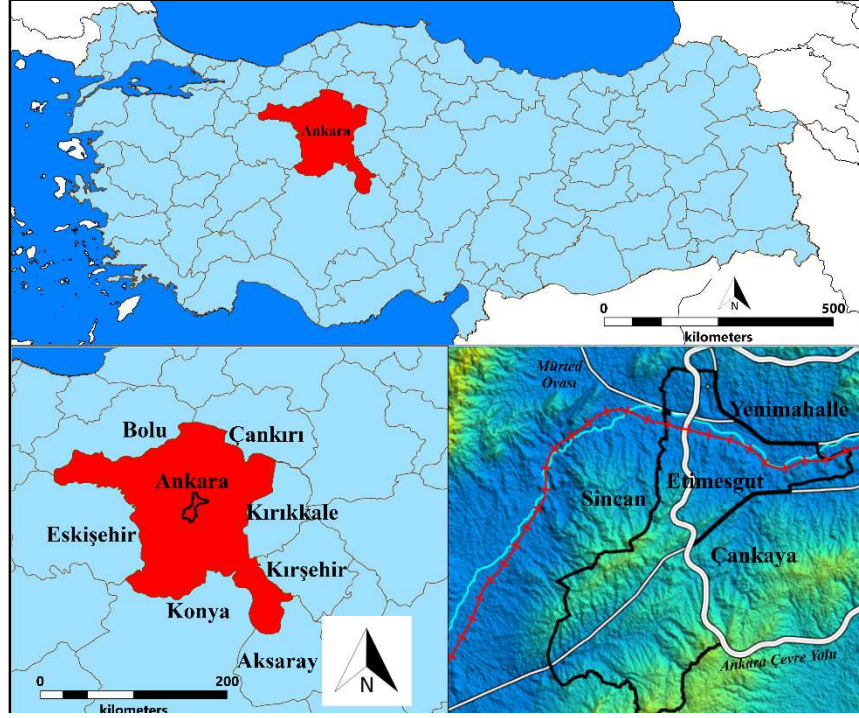 Ankara
N
0
500
kilometers
Bolu
Çankırı
Ankara
Eskişehir
Kırıkkale
Kırşehir
Konya
Aksaray
N
0
200
kilometers
Mürted
Ovası
Yenimahalle
Etimesgut
Sincan
Çankaya
Ankara Çevre Yolu